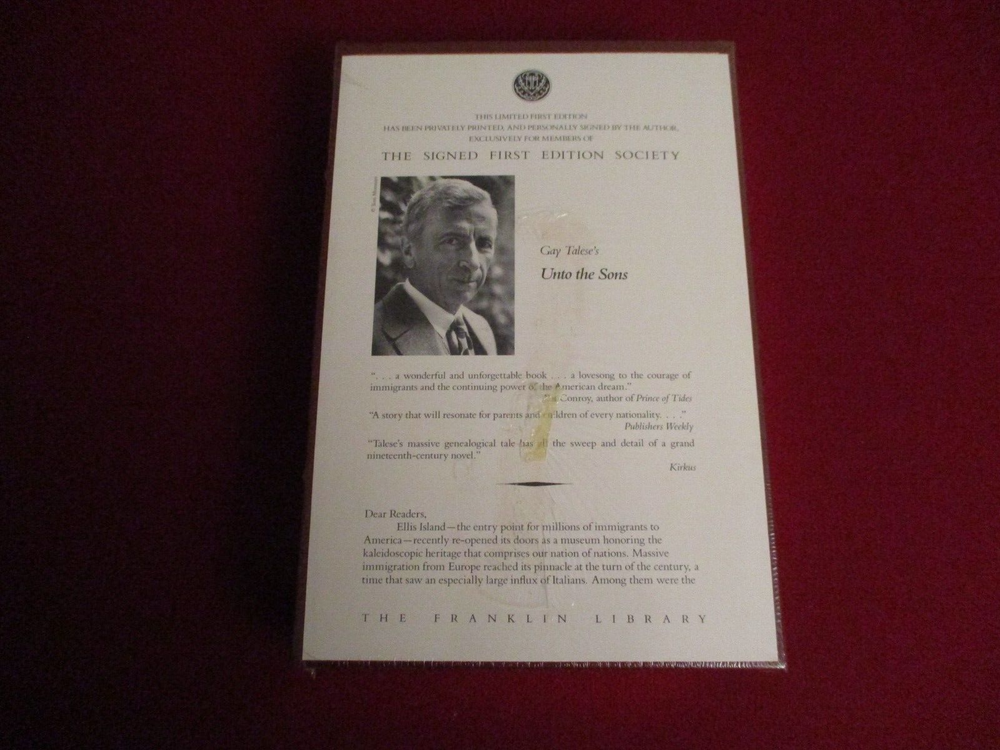 THIS LIMITED FIRST EDITION
HAS BEEN PRIVATELY PRINTED, AND PERSONALLY SIGNED BY THE AUTHOR,
EXCLUSIVELY FOR MEMBERS OF
THE SIGNED FIRST EDITION SOCIETY
Gay Talese's
Unto the Sons
". . . a wonderful and unforgettable book . . . a lovesong to the courage of
immigrants and the continuing power of the American dream."
Conroy, author of Prince of Tides
"A story that will resonate for parents and children of every nationality. . . ."
Publishers Weekly
"Talese's massive genealogical tale has all the sweep and detail of a grand
nineteenth-century novel."
Kirkus
Dear Readers,
Ellis Island—the entry point for millions of immigrants to
America—recently re-opened its doors as a museum honoring the
kaleidoscopic heritage that comprises our nation of nations. Massive
immigration from Europe reached its pinnacle at the turn of the century, a
time that saw an especially large influx of Italians. Among them were the
THE FRANKLIN LIBRARY